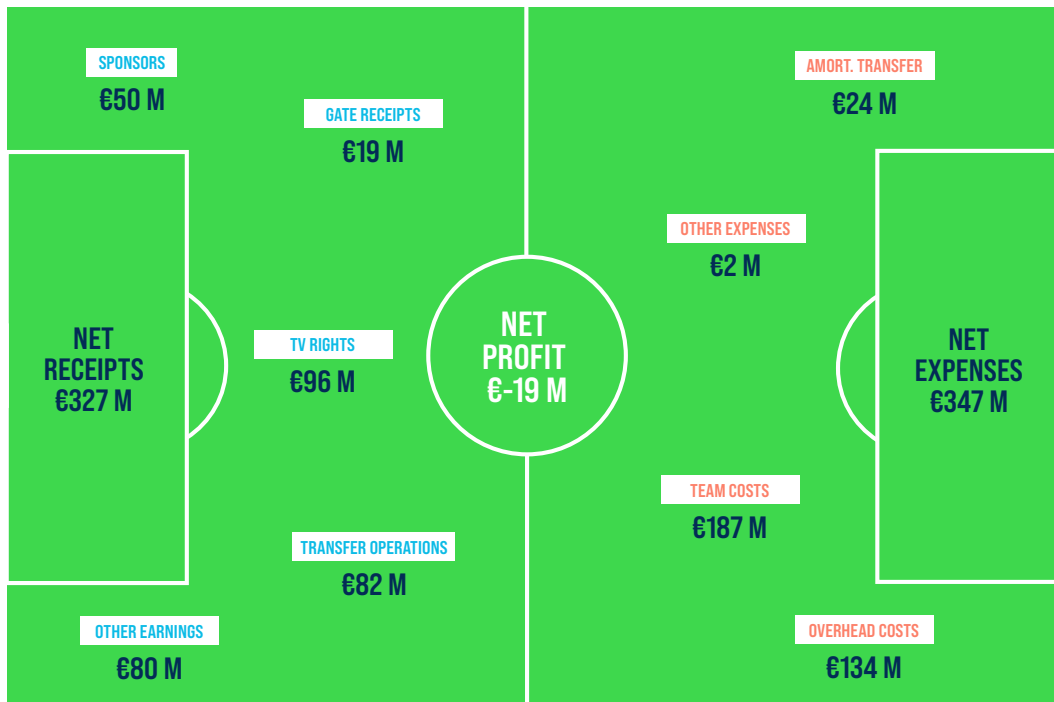 SPONSORS
€50 M
GATE RECEIPTS
€19 M
NET
RECEIPTS
€327 M
TV RIGHTS
€96 M
TRANSFER OPERATIONS
€82 M
OTHER EARNINGS
€80 M
NET
PROFIT
€-19 M
AMORT. TRANSFER
€24 M
OTHER EXPENSES
€2 M
NET
EXPENSES
€347 M
TEAM COSTS
€187 M
OVERHEAD COSTS
€134 M